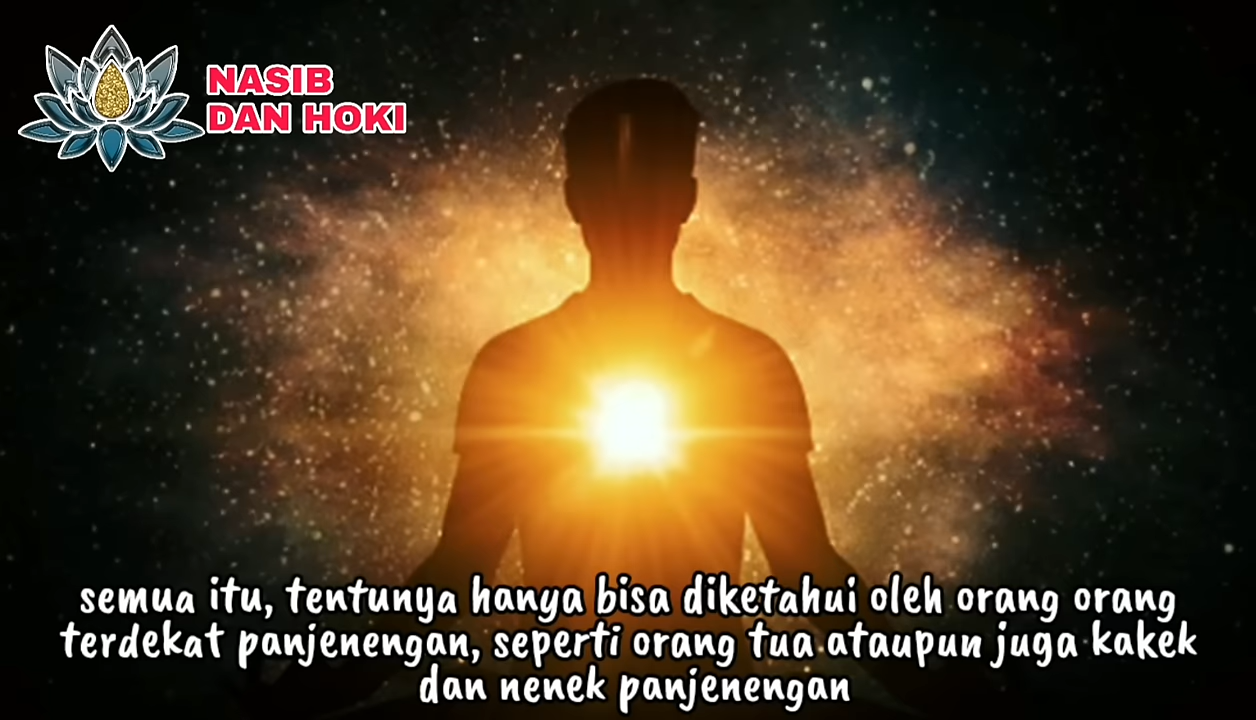 NASIB
DAN HOKI
semua itu, tentunya hanya bisa diketahui oleh orang orang
terdekat panjenengan, seperti orang tua ataupun juga kakek
dan nenek panjenengan